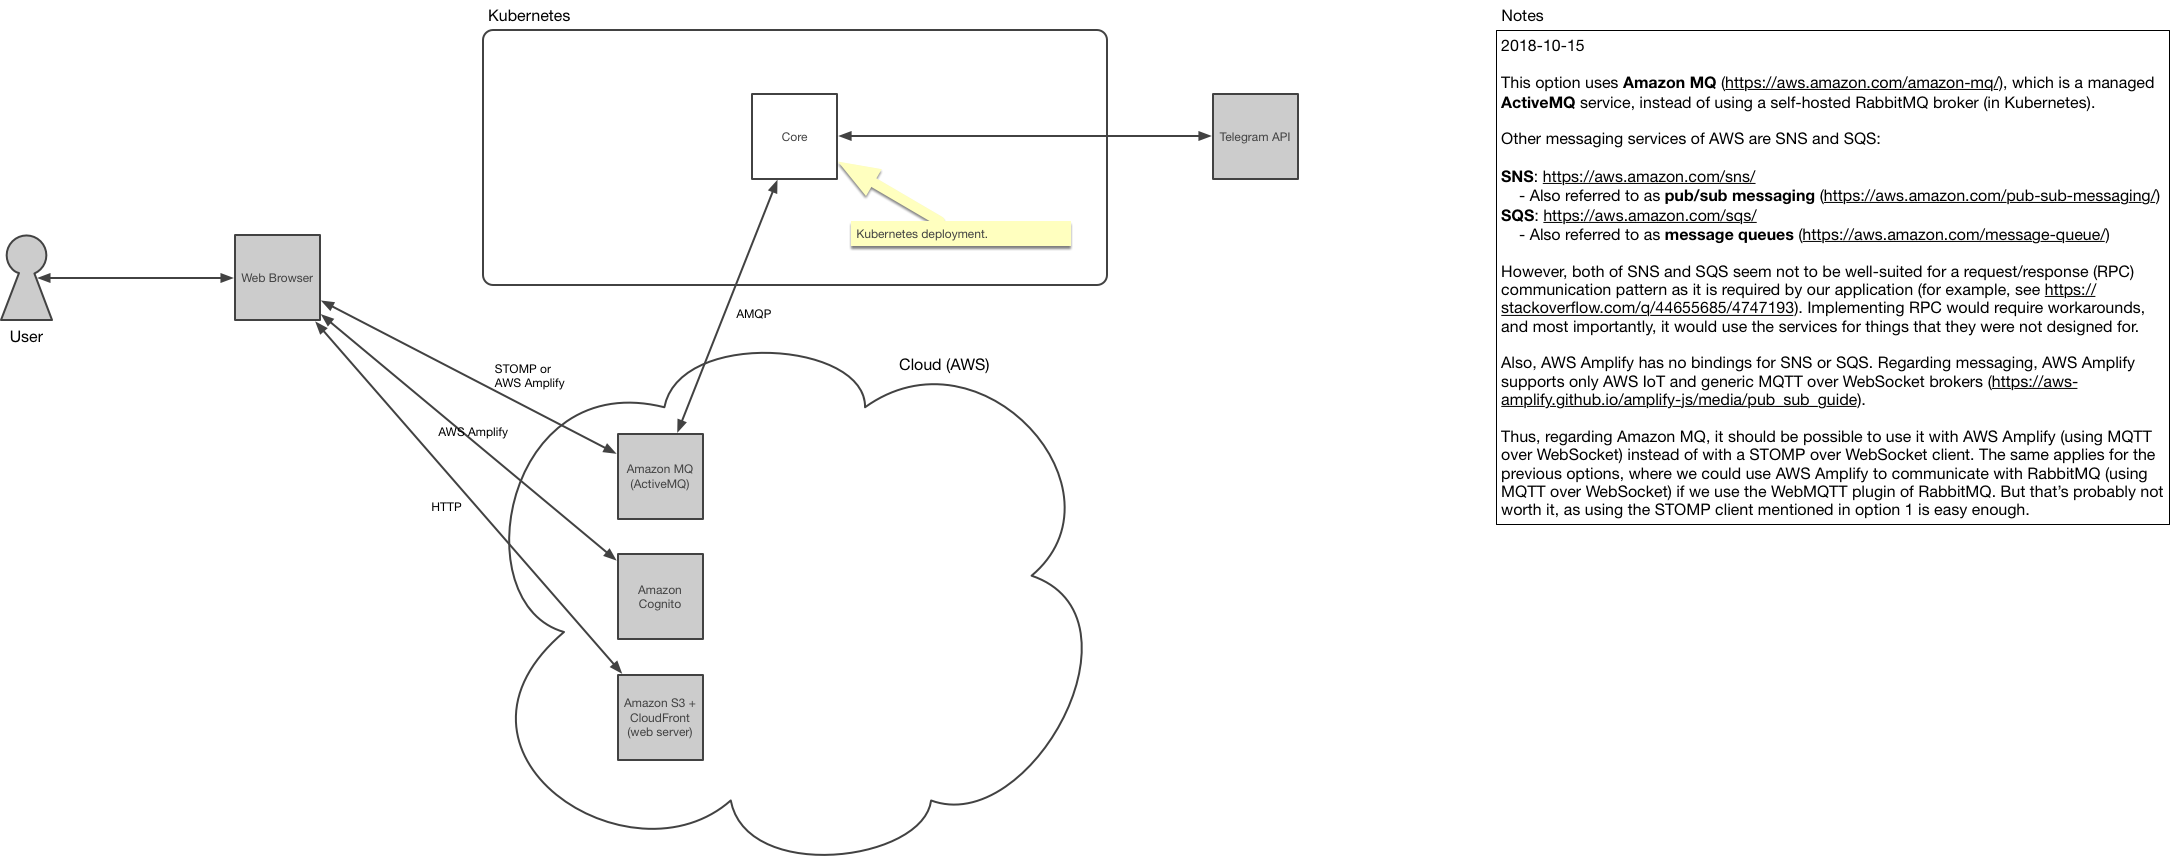 Kubernetes
Core
Telegram API
Kubernetes deployment.
Web Browser
User
AMQP
STOMP or
AWS Amplify
AWS Amplify
HTTP
Cloud (AWS)
Amazon MQ
(ActiveMQ)
Amazon
Cognito
Amazon S3 +
CloudFront
(web server)
Notes
2018-10-15
This option uses Amazon MQ (https://aws.amazon.com/amazon-mq/), which is a managed
ActiveMQ service, instead of using a self-hosted RabbitMQ broker (in Kubernetes).
Other messaging services of AWS are SNS and SQS:
SNS: https://aws.amazon.com/sns/
- Also referred to as pub/sub messaging (https://aws.amazon.com/pub-sub-messaging/)
SQS: https://aws.amazon.com/sqs/
- Also referred to as message queues (https://aws.amazon.com/message-queue/)
However, both of SNS and SQS seem not to be well-suited for a request/response (RPC)
communication pattern as it is required by our application (for example, see https://
stackoverflow.com/q/44655685/4747193). Implementing RPC would require workarounds,
and most importantly, it would use the services for things that they were not designed for.
Also, AWS Amplify has no bindings for SNS or SQS. Regarding messaging, AWS Amplify
supports only AWS IoT and generic MQTT over WebSocket brokers (https://aws-
amplify.github.io/amplify-js/media/pub_sub_guide).
Thus, regarding Amazon MQ, it should be possible to use it with AWS Amplify (using MQTT
over WebSocket) instead of with a STOMP over WebSocket client. The same applies for the
previous options, where we could use AWS Amplify to communicate with RabbitMQ (using
MQTT over WebSocket) if we use the WebMQTT plugin of RabbitMQ. But that's probably not
worth it, as using the STOMP client mentioned in option 1 is easy enough.